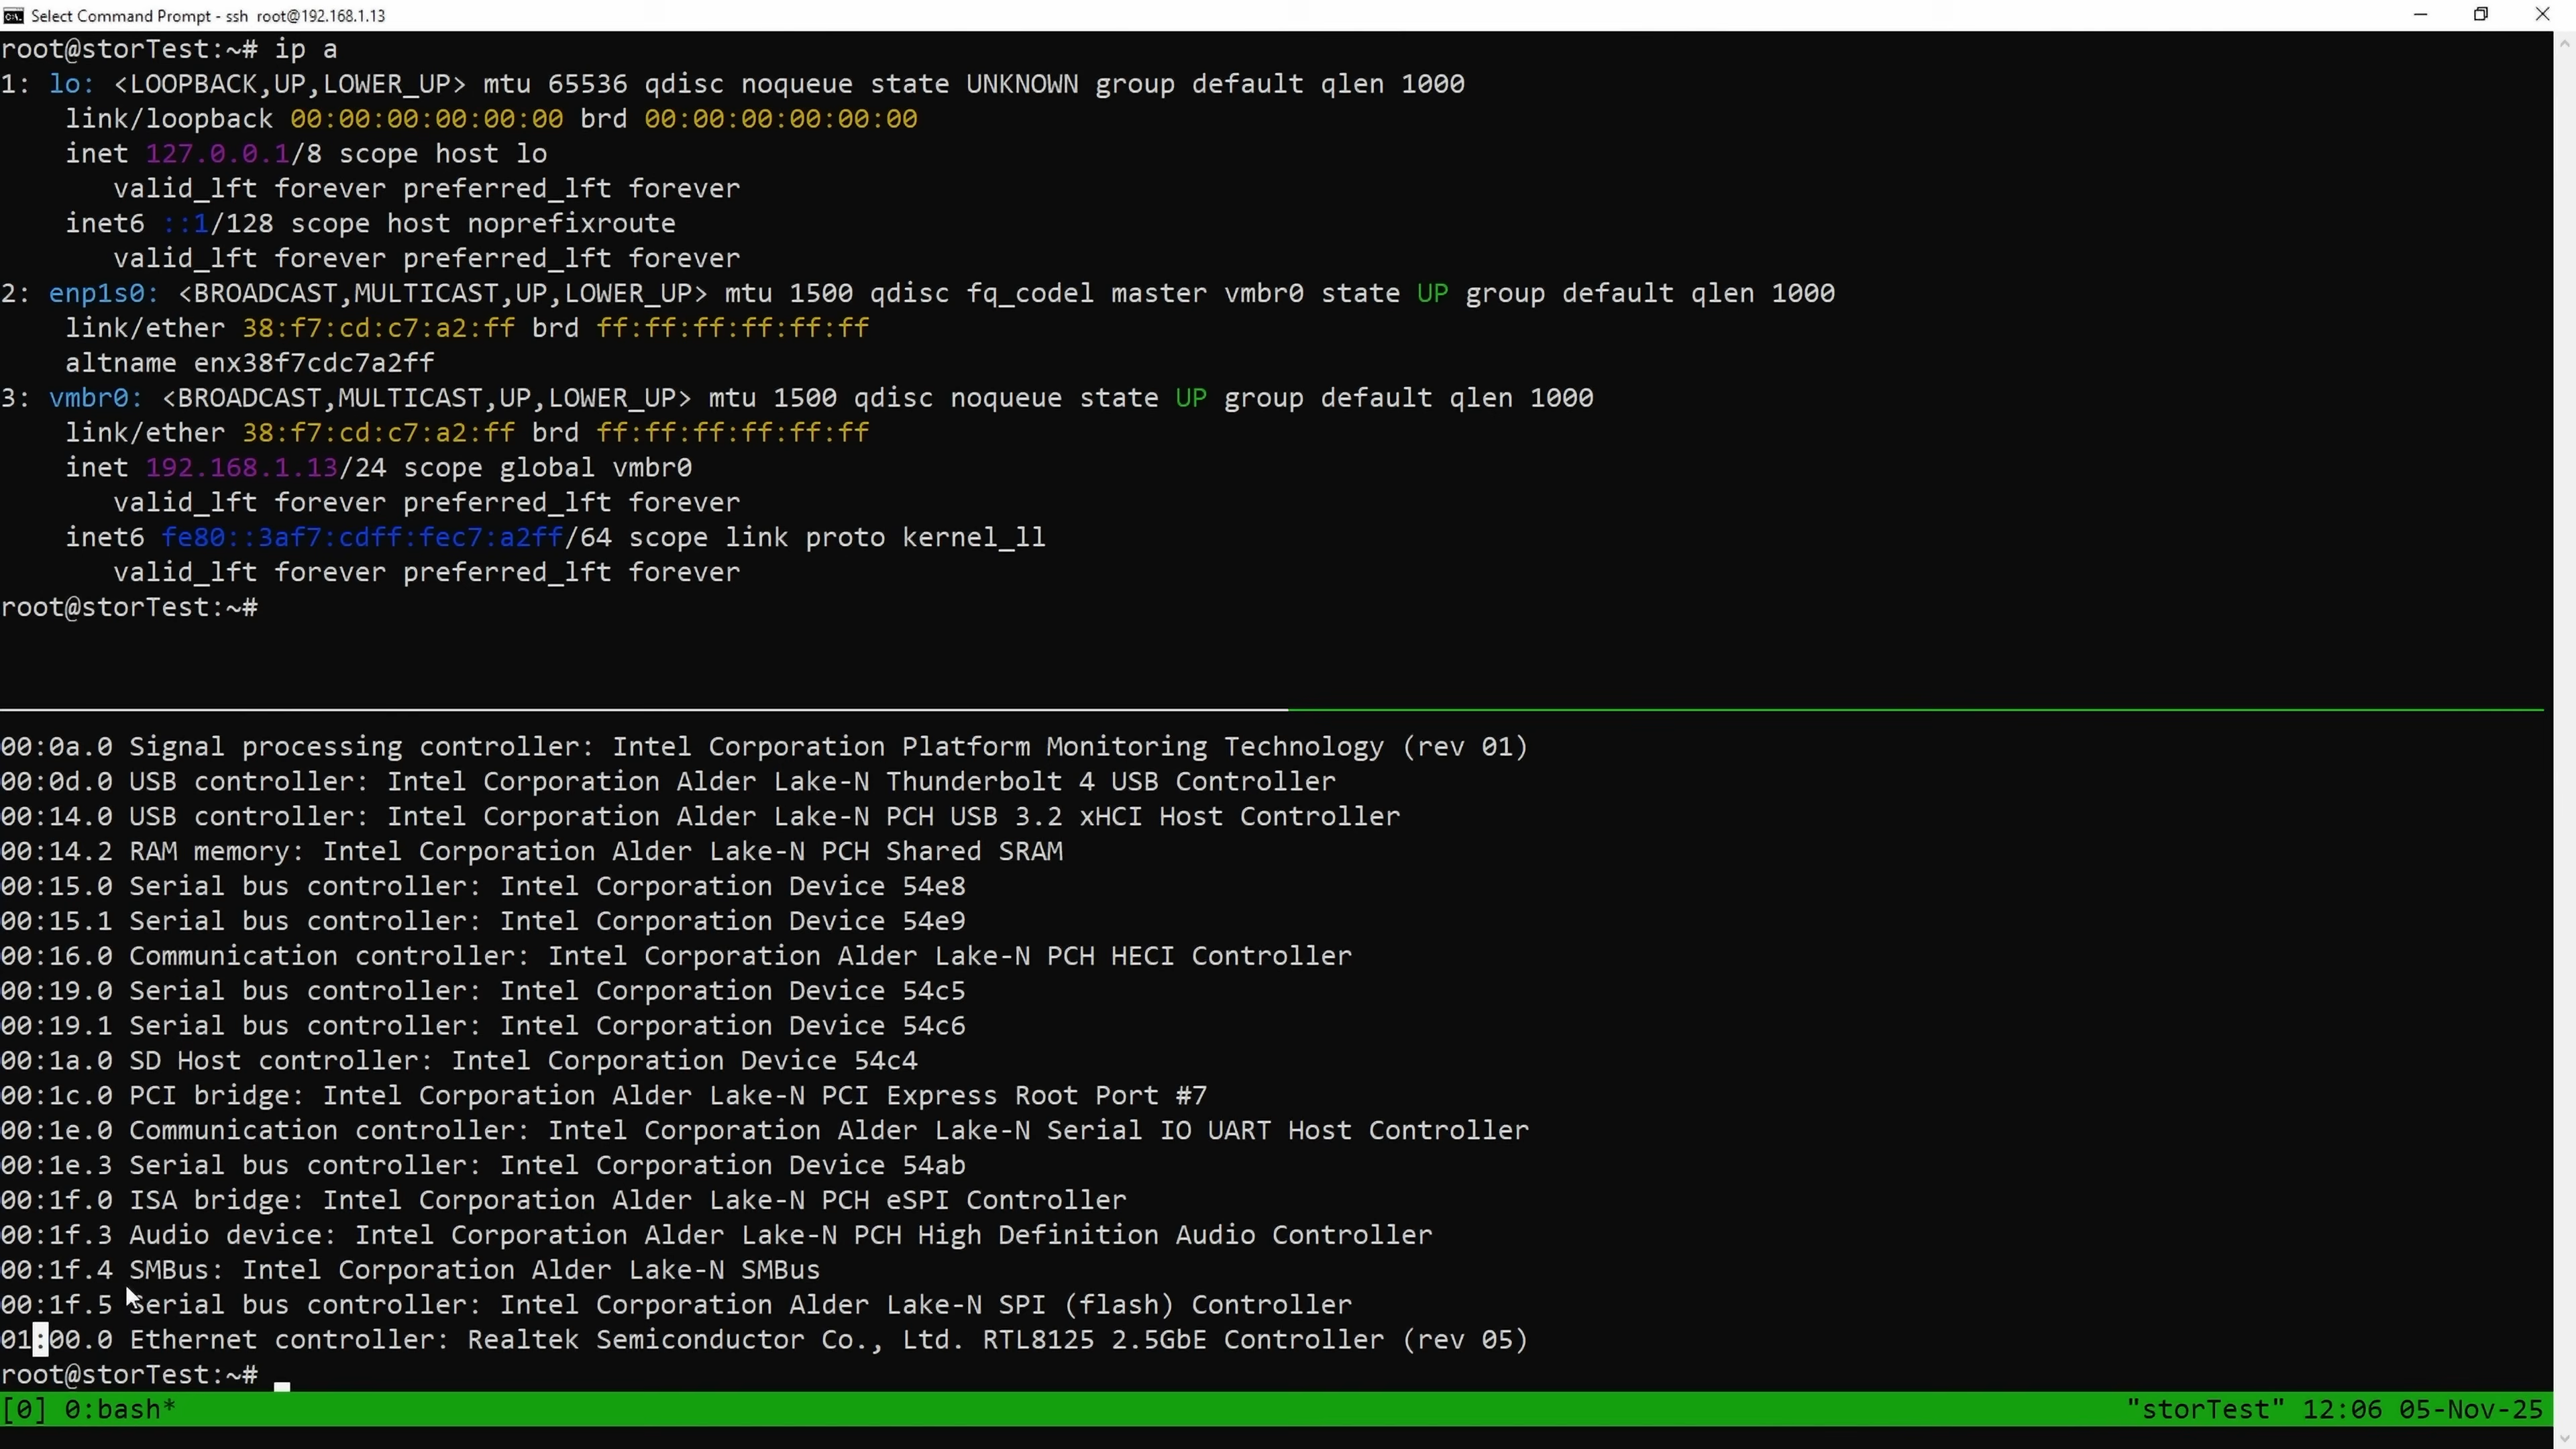 Select Command Prompt - ssh root@192.168.1.13
root@storTest:~# ip a
1: lo: <LOOPBACK,UP,LOWER_UP> mtu 65536 qdisc noqueue state UNKNOWN group default qlen 1000
    link/loopback 00:00:00:00:00:00 brd 00:00:00:00:00:00
    inet 127.0.0.1/8 scope host lo
       valid_lft forever preferred_lft forever
    inet6 ::1/128 scope host noprefixroute
       valid_lft forever preferred_lft forever
2: enp1s0: <BROADCAST,MULTICAST,UP,LOWER_UP> mtu 1500 qdisc fq_codel master vmbr0 state UP group default qlen 1000
    link/ether 38:f7:cd:c7:a2:ff brd ff:ff:ff:ff:ff:ff
    altname enx38f7cdc7a2ff
3: vmbr0: <BROADCAST,MULTICAST,UP,LOWER_UP> mtu 1500 qdisc noqueue state UP group default qlen 1000
    link/ether 38:f7:cd:c7:a2:ff brd ff:ff:ff:ff:ff:ff
    inet 192.168.1.13/24 scope global vmbr0
       valid_lft forever preferred_lft forever
    inet6 fe80::3af7:cdff:fec7:a2ff/64 scope link proto kernel_ll
       valid_lft forever preferred_lft forever
root@storTest:~#
00:0a.0 Signal processing controller: Intel Corporation Platform Monitoring Technology (rev 01)
00:0d.0 USB controller: Intel Corporation Alder Lake-N Thunderbolt 4 USB Controller
00:14.0 USB controller: Intel Corporation Alder Lake-N PCH USB 3.2 xHCI Host Controller
00:14.2 RAM memory: Intel Corporation Alder Lake-N PCH Shared SRAM
00:15.0 Serial bus controller: Intel Corporation Device 54e8
00:15.1 Serial bus controller: Intel Corporation Device 54e9
00:16.0 Communication controller: Intel Corporation Alder Lake-N PCH HECI Controller
00:19.0 Serial bus controller: Intel Corporation Device 54c5
00:19.1 Serial bus controller: Intel Corporation Device 54c6
00:1a.0 SD Host controller: Intel Corporation Device 54c4
00:1c.0 PCI bridge: Intel Corporation Alder Lake-N PCI Express Root Port #7
00:1e.0 Communication controller: Intel Corporation Alder Lake-N Serial IO UART Host Controller
00:1e.3 Serial bus controller: Intel Corporation Device 54ab
00:1f.0 ISA bridge: Intel Corporation Alder Lake-N PCH eSPI Controller
00:1f.3 Audio device: Intel Corporation Alder Lake-N PCH High Definition Audio Controller
00:1f.4 SMBus: Intel Corporation Alder Lake-N SMBus
00:1f.5 Serial bus controller: Intel Corporation Alder Lake-N SPI (flash) Controller
01:00.0 Ethernet controller: Realtek Semiconductor Co., Ltd. RTL8125 2.5GbE Controller (rev 05)
root@storTest:~#
[0] 0:bash* "storTest" 12:06 05-Nov-25